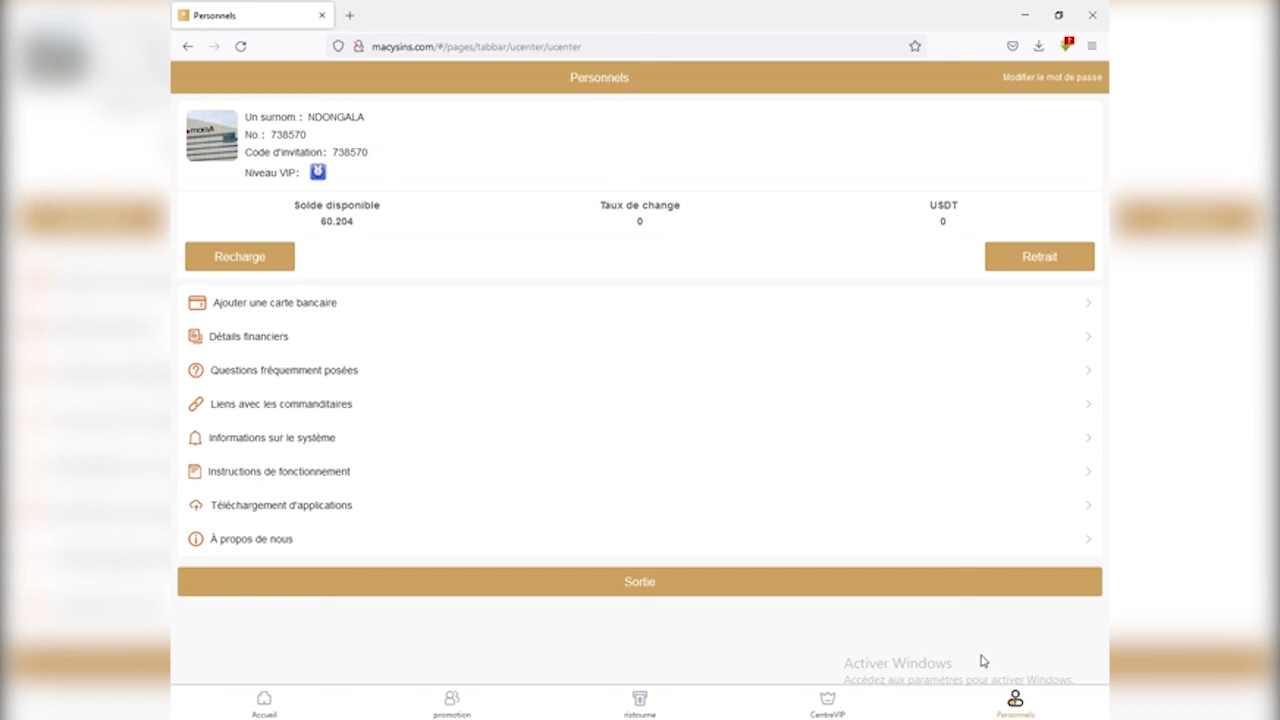 Personnels
macysins.com/#/pages/tabbar/ucenter/ucenter
Personnels
Modifier le mot de passe
macys
Un surnom.: NDONGALA
No.: 738570
Code d'invitation: 738570
Niveau VIP:
Solde disponible
Taux de change
USDT
60.204
0
0
Recharge
Retrait
Ajouter une carte bancaire
Détails financiers
Questions fréquemment posées
Liens avec les commanditaires
Informations sur le système
Instructions de fonctionnement
Téléchargement d'applications
À propos de nous
Sortie
Activer Windows
Accédez aux paramètres pour activer Windows.
Accueil
promotion
ristourne
CentreVIP
Personnels